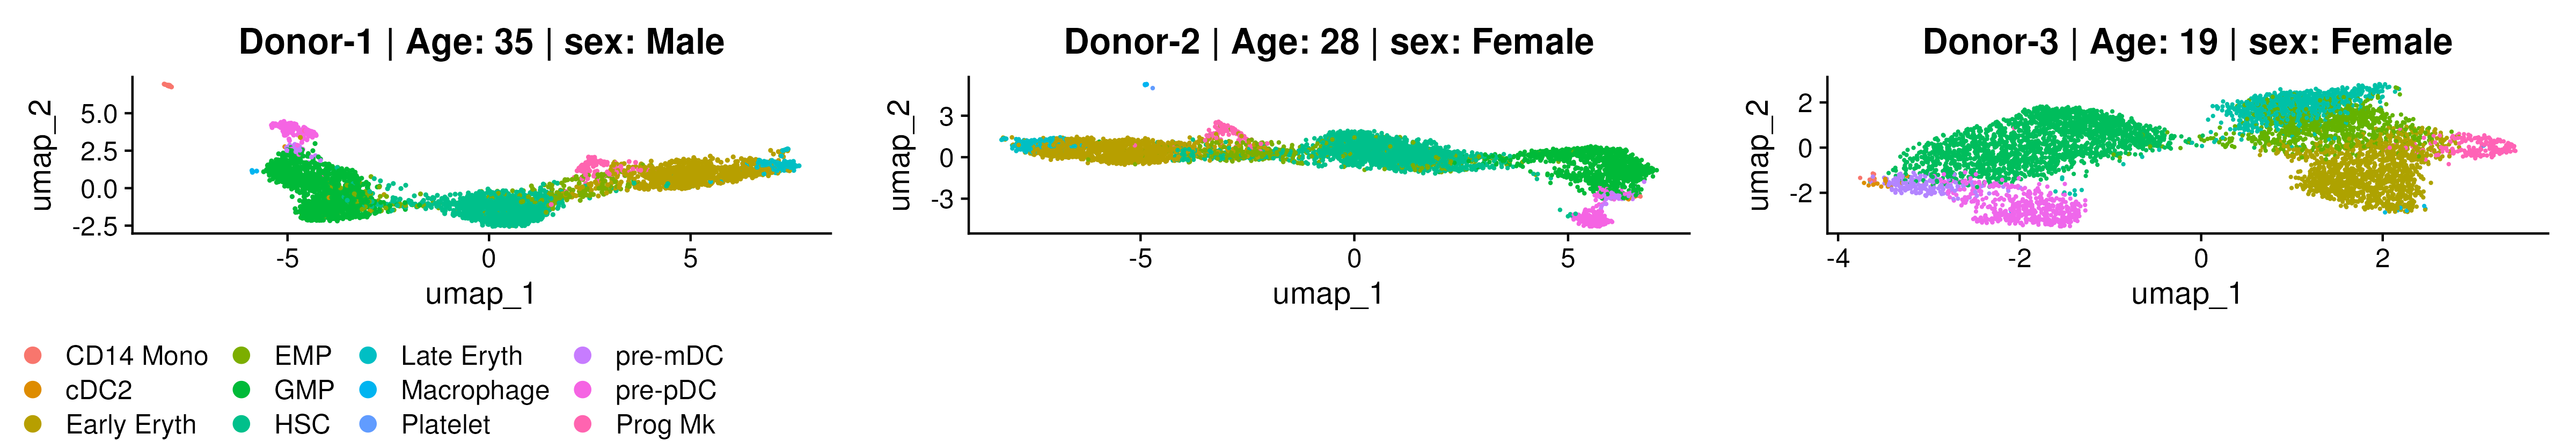 Donor-1 | Age: 35 | sex: Male
umap_2
5.0
2.5
0.0
-2.5
-5 0 5
umap_1
Donor-2 | Age: 28 | sex: Female
umap_2
3
0
-3
-5 0 5
umap_1
Donor-3 | Age: 19 | sex: Female
umap_2
2
0
-2
-4 -2 0 2
umap_1
CD14 Mono EMP Late Eryth pre-mDC
cDC2 GMP Macrophage pre-pDC
Early Eryth HSC Platelet Prog Mk